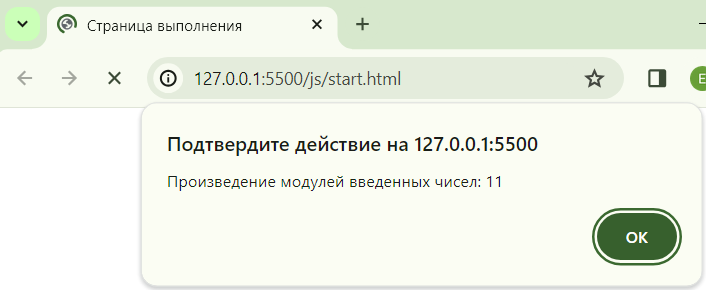 Страница выполнения
127.0.0.1:5500/js/start.html
E
Подтвердите действие на 127.0.0.1:5500
Произведение модулей введенных чисел: 11
ОК